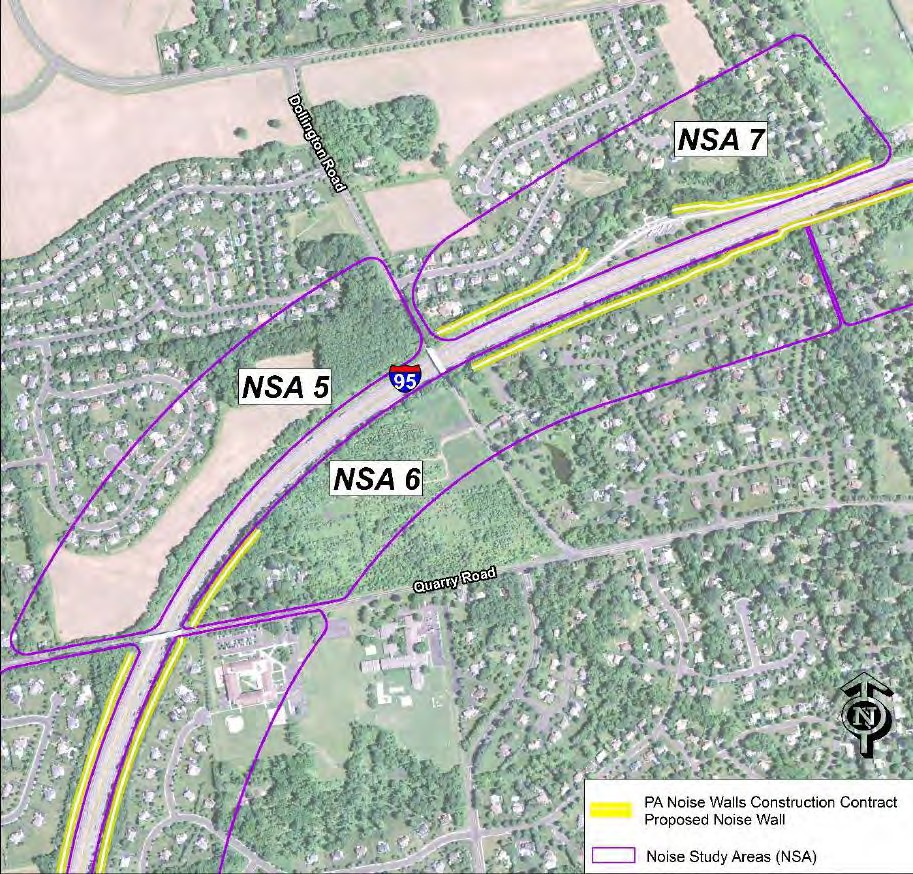 Dollington Road
NSA 7
NSA 5
95
NSA 6
Quarry Road
N
PA Noise Walls Construction Contract
Proposed Noise Wall
Noise Study Areas (NSA)